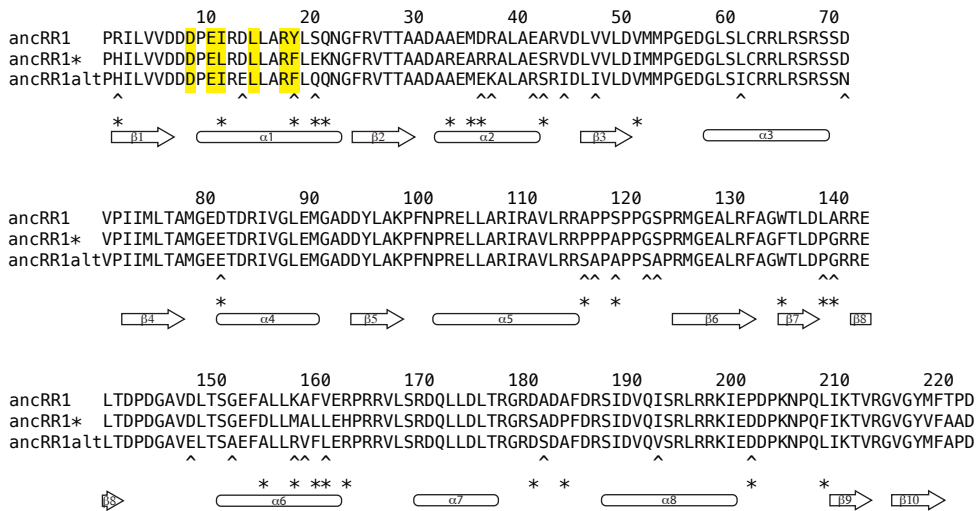 10 20 30 40 50 60 70
ancRR1 PRILVVDDDPEIRDLLARYLSQNGFRVTTAADAAEMDRALAEARVDLVVLDVMMPGEDGLSLCRRLRSRSSD
ancRR1* PHILVVDDDPELRDLLARFLEKNGFRVTTAADAREARRALAESRVDLVVLDIMMPGEDGLSLCRRLRSRSSD
ancRR1alt PHILVVDDDPEIRELLARFLQQNGFRVTTAADAAEMEKALAESRIDLIVLDVMMPGEDGLSICRRLRSRSSN
^ ^ ^ ^ ^^ ^^ ^ ^ ^ ^
* * * ** * ** * *
β1 α1 β2 α2 β3 α3
80 90 100 110 120 130 140
ancRR1 VPIIMLTAMGEDTDRIVGLEMGADDYLAKPFNPRELLARIRAVLRRAPPSPPGSPRMGEALRFAGWTLDLARRE
ancRR1* VPIIMLTAMGEETDRIVGLEMGADDYLAKPFNPRELLARIRAVLRRPPPAPPGSPRMGEALRFAGFTLDPGRRE
ancRR1alt VPIIMLTAMGEETDRIVGLEMGADDYLAKPFNPRELLARIRAVLRRSAPAPPSAPRMGEALRFAGWTLDPGRRE
^ ^^ ^ ^^ ^^
* * * * **
β4 α4 β5 α5 β6 β7 β8
150 160 170 180 190 200 210 220
ancRR1 LTDPDGAVDLTSGEFALLKAFVERPRRVLSRDQLLDLTRGRDADAFDRSIDVQISRLRRKIEPDPKNPQLIKTVRGVGYMFTPD
ancRR1* LTDPDGAVDLTSGEFDLLMALLEHPRRVLSRDQLLDLTRGRSADPFDRSIDVQISRLRRKIEDDPKNPQFIKTVRGVGYVFAAD
ancRR1alt LTDPDGAVELTSAEFALLRVFLERPRRVLSRDQLLDLTRGRDSDAFDRSIDVQVSRLRRKIEDDPKNPQLIKTVRGVGYMFAPD
^ ^ ^^ ^ ^ ^ ^
* * ** * * * * *
β8 α6 α7 α8 β9 β10